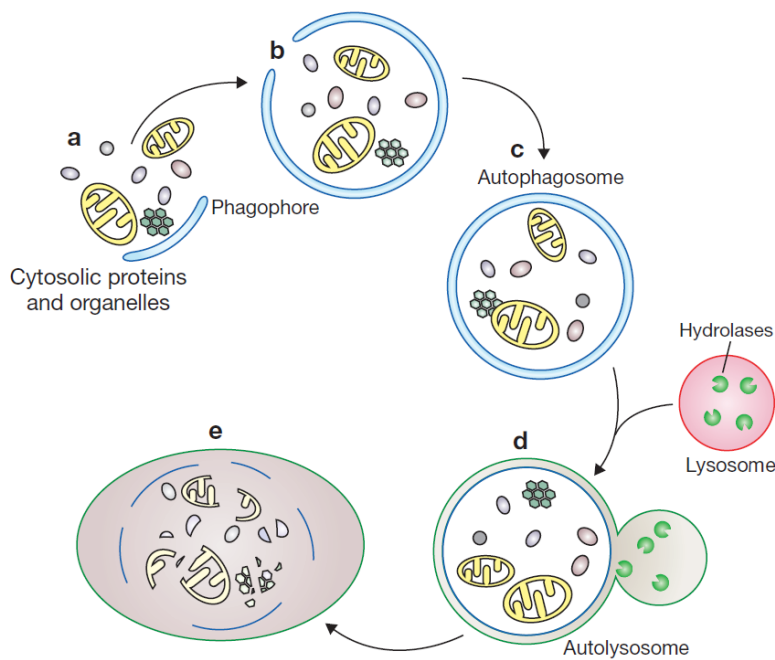 a
b
c
Phagophore
Autophagosome
Cytosolic proteins
and organelles
Hydrolases
Lysosome
d
e
Autolysosome